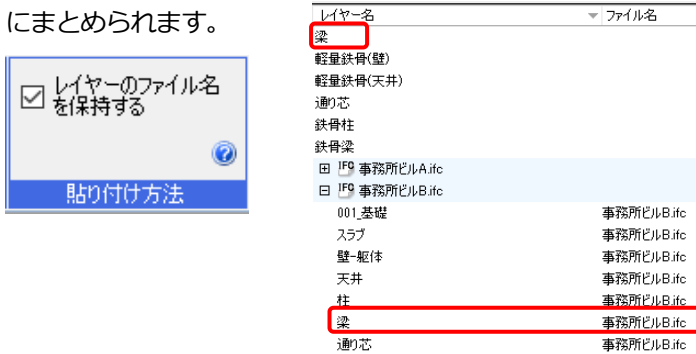 にまとめられます。
レイヤーのファイル名
を保持する
貼り付け方法
レイヤー名 ファイル名
梁
軽量鉄骨(壁)
軽量鉄骨(天井)
通り芯
鉄骨柱
鉄骨梁
IFC 事務所ビルA.ifc
IFC 事務所ビルB.ifc
001_基礎 事務所ビルB.ifc
スラブ 事務所ビルB.ifc
壁-躯体 事務所ビルB.ifc
天井 事務所ビルB.ifc
柱 事務所ビルB.ifc
梁 事務所ビルB.ifc
通り芯 事務所ビルB.ifc